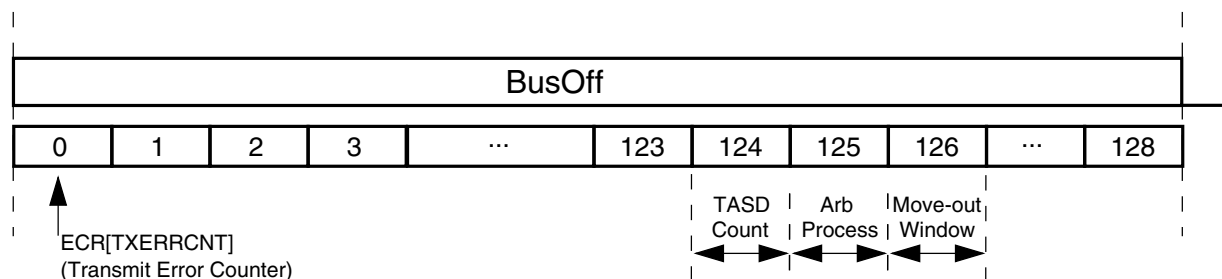 BusOff
0 1 2 3 ... 123 124 125 126 ... 128
TASD Arb Move-out
Count Process Window
ECR[TXERRCNT]
(Transmit Error Counter)